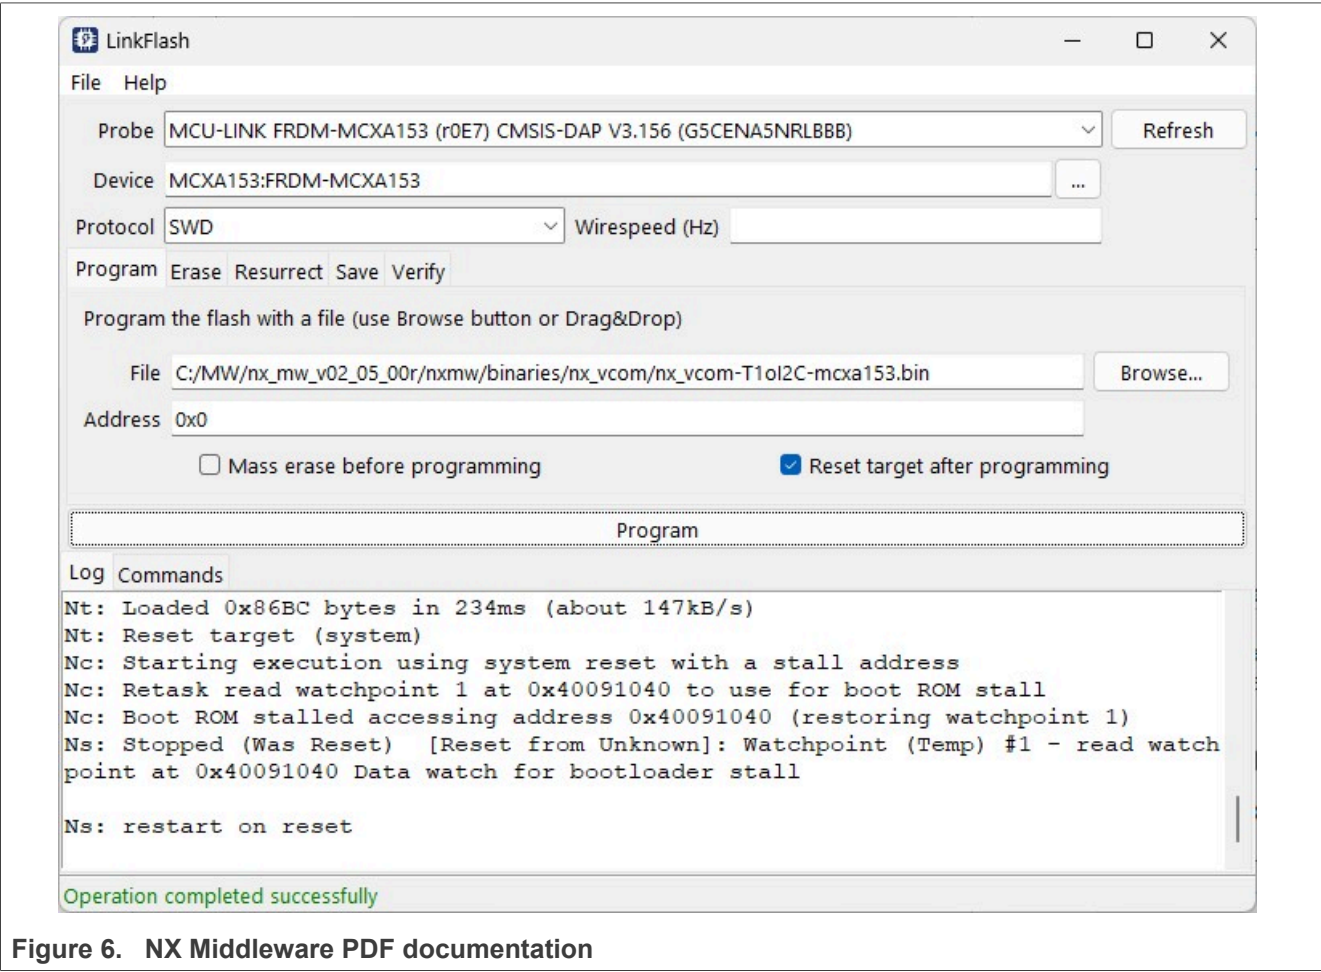 LinkFlash
File Help
Probe MCU-LINK FRDM-MCXA153 (r0E7) CMSIS-DAP V3.156 (G5CENA5NRLBBB) Refresh
Device MCXA153:FRDM-MCXA153 ...
Protocol SWD Wirespeed (Hz)
Program Erase Resurrect Save Verify
Program the flash with a file (use Browse button or Drag&Drop)
File C:/MW/nx_mw_v02_05_00r/nxmw/binaries/nx_vcom/nx_vcom-T1oI2C-mcxa153.bin Browse...
Address 0x0
Mass erase before programming Reset target after programming
Program
Log Commands
Nt: Loaded 0x86BC bytes in 234ms (about 147kB/s)
Nt: Reset target (system)
Nc: Starting execution using system reset with a stall address
Nc: Retask read watchpoint 1 at 0x40091040 to use for boot ROM stall
Nc: Boot ROM stalled accessing address 0x40091040 (restoring watchpoint 1)
Ns: Stopped (Was Reset) [Reset from Unknown]: Watchpoint (Temp) #1 - read watch
point at 0x40091040 Data watch for bootloader stall
Ns: restart on reset
Operation completed successfully
Figure 6. NX Middleware PDF documentation